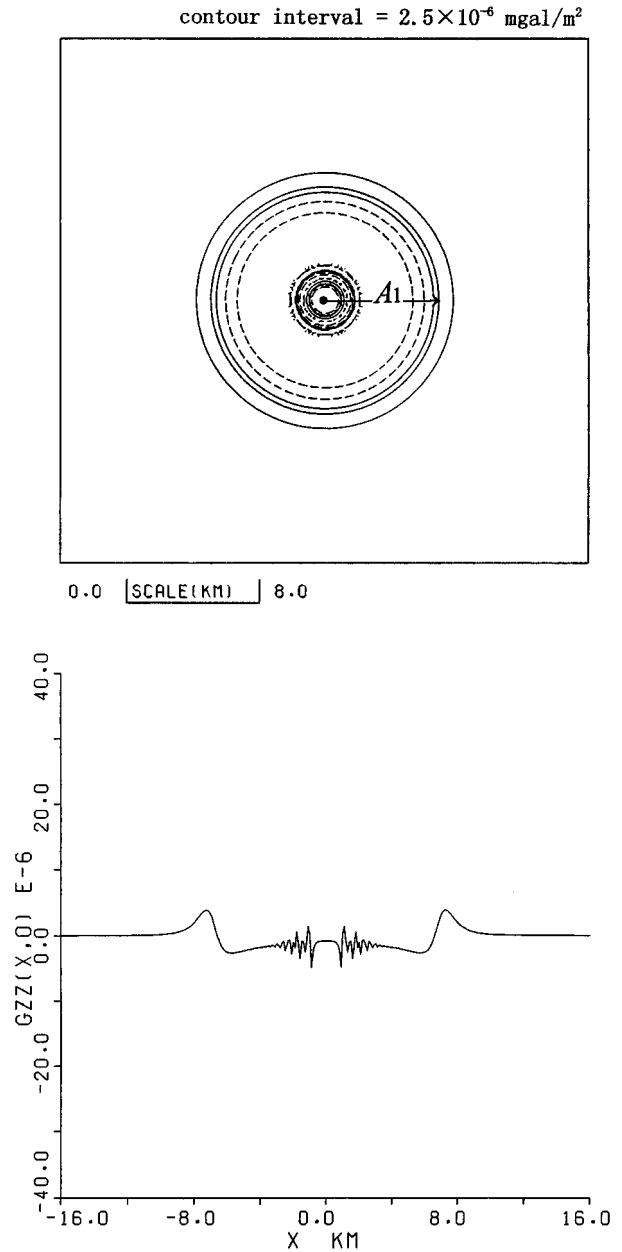 contour interval = 2.5×10⁻⁶ mgal/m²
A1
0.0 SCALE(KM) 8.0
40.0
20.0
0.0
-20.0
-40.0
GZZ(X,0) E-6
-16.0 -8.0 0.0 8.0 16.0
X KM